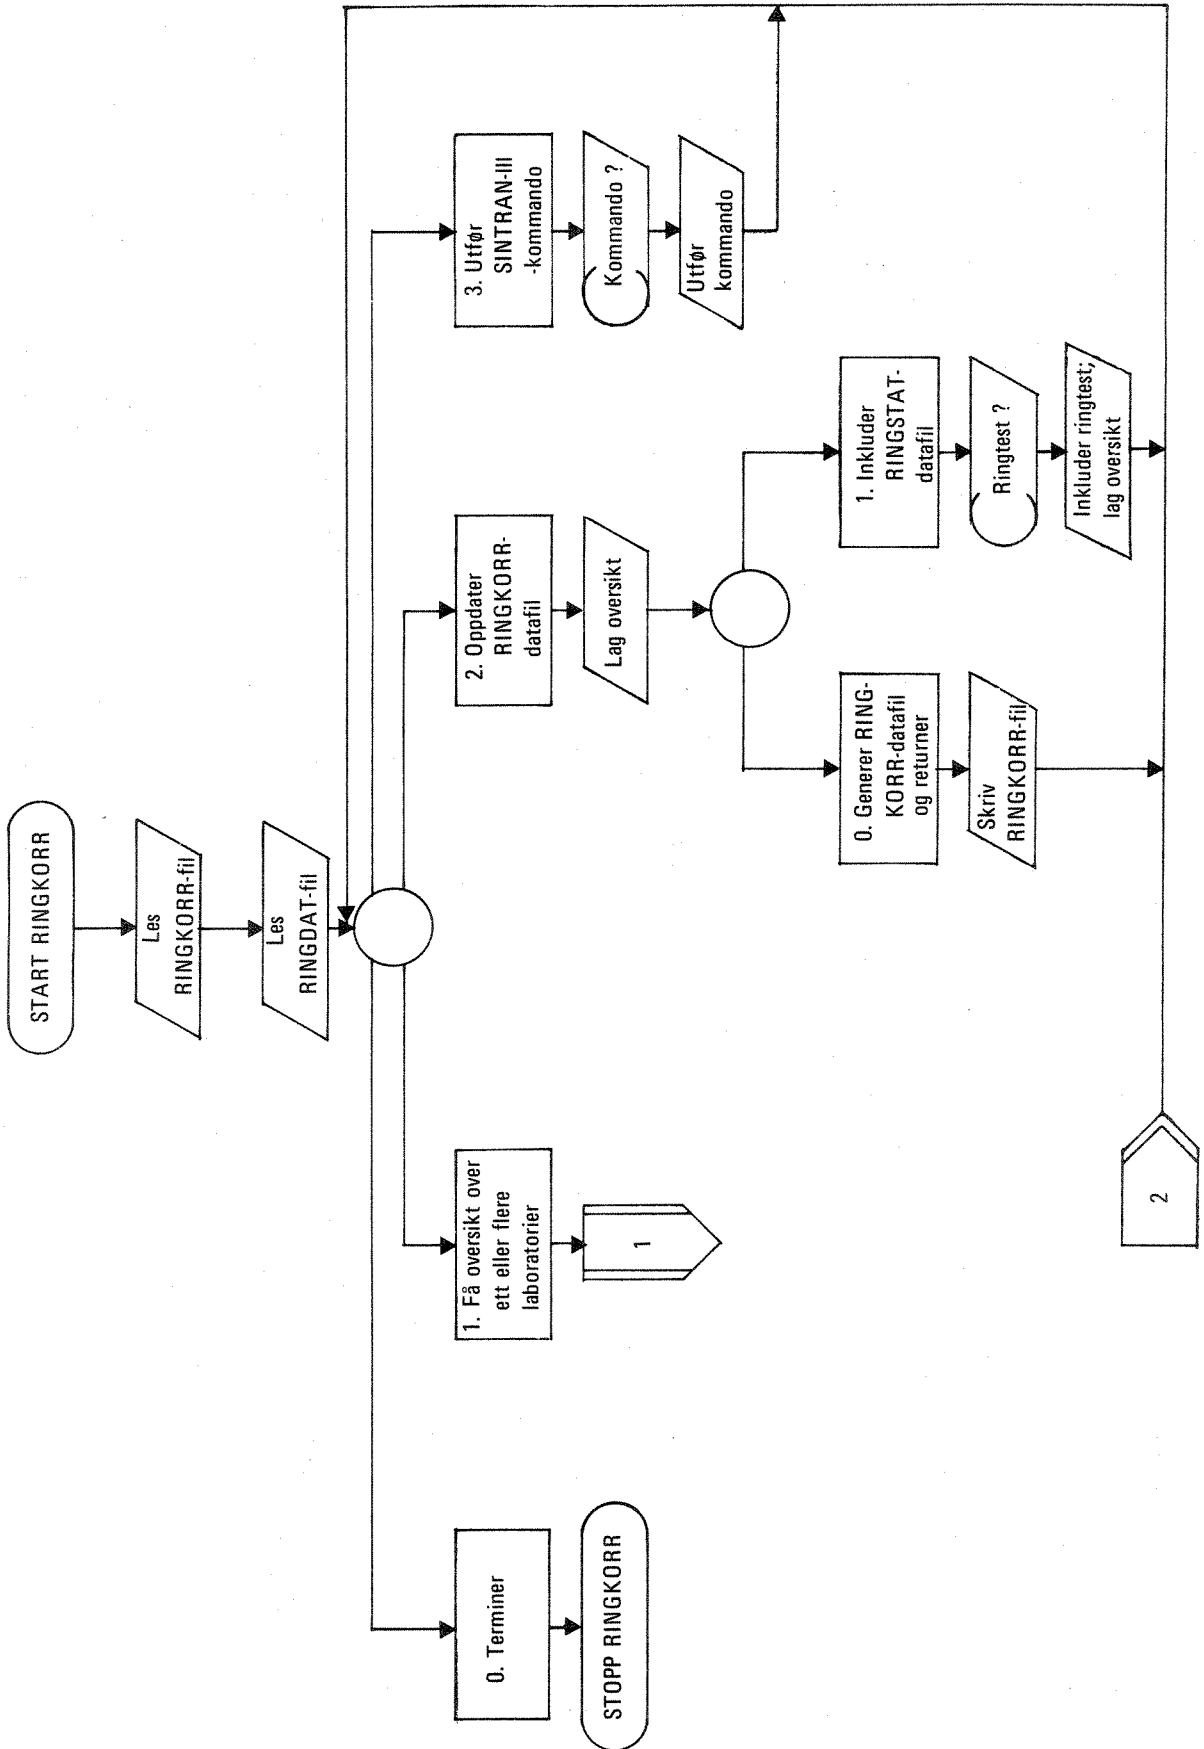 START RINGKORR
Les
RINGKORR-fil
Les
RINGDAT-fil
0. Terminer
STOPP RINGKORR
1. Få oversikt over
ett eller flere
laboratorier
1
2. Oppdater
RINGKORR-
datafil
Lag oversikt
0. Generer RING-
KORR-datafil
og returner
Skriv
RINGKORR-fil
1. Inkluder
RINGSTAT-
datafil
Ringtest ?
Inkluder ringtest;
lag oversikt
3. Utfør
SINTRAN-III
-kommando
Kommando ?
Utfør
kommando
2